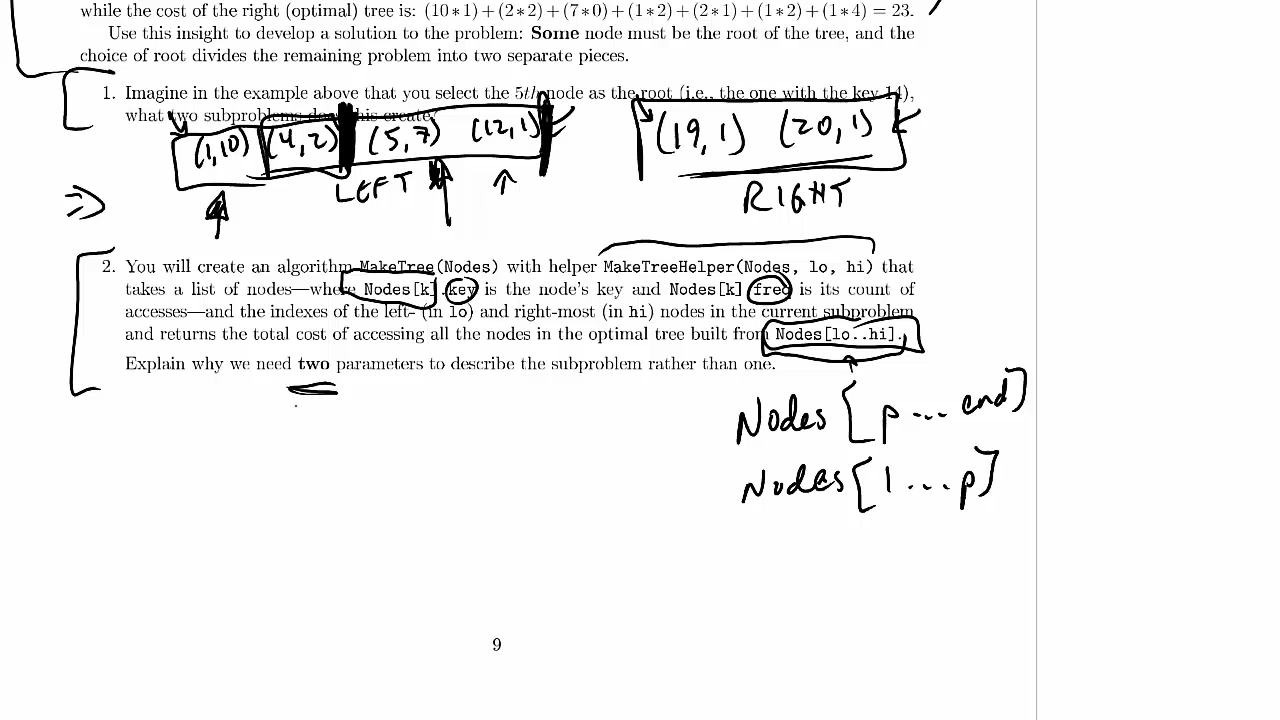 while the cost of the right (optimal) tree is: (10 * 1) + (2 * 2) + (7 * 0) + (1 * 2) + (2 * 1) + (1 * 2) + (1 * 4) = 23.
Use this insight to develop a solution to the problem: Some node must be the root of the tree, and the
choice of root divides the remaining problem into two separate pieces.
1. Imagine in the example above that you select the 5th node as the root (i.e., the one with the key 14),
what two subproblems does this create?
(1,10) (4,2) (5,7) (12,1) (19,1) (20,1)
LEFT RIGHT
2. You will create an algorithm MakeTree(Nodes) with helper MakeTreeHelper(Nodes, lo, hi) that
takes a list of nodes—where Nodes[k].key is the node's key and Nodes[k].freq is its count of
accesses—and the indexes of the left- (in lo) and right-most (in hi) nodes in the current subproblem
and returns the total cost of accessing all the nodes in the optimal tree built from Nodes[lo..hi].
Explain why we need two parameters to describe the subproblem rather than one.
Nodes [p ... end]
Nodes [1 ... p]
9